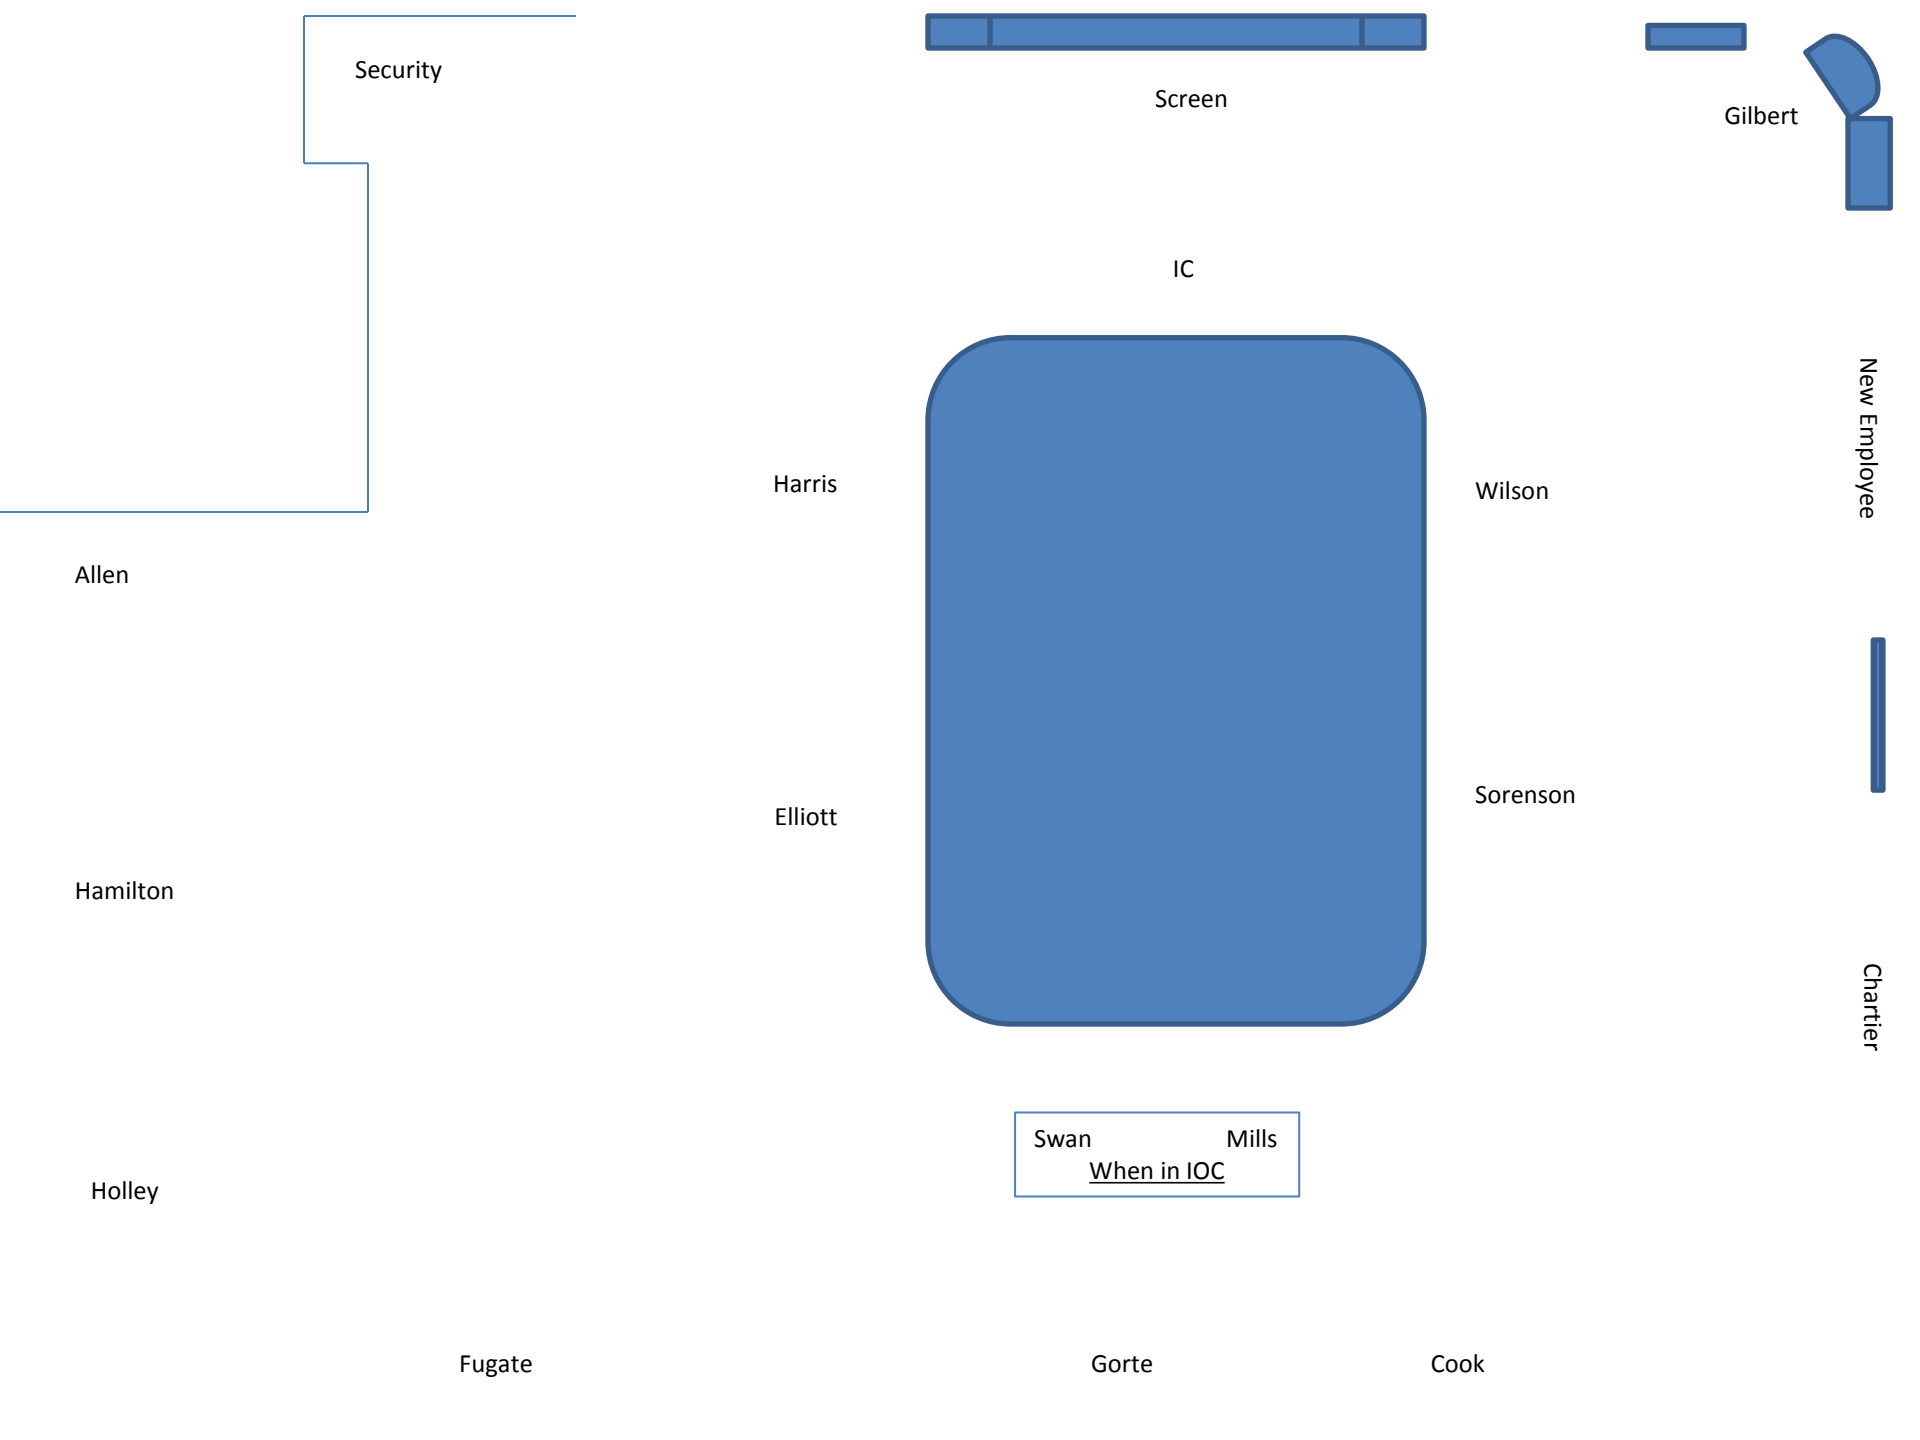 Security
Screen
Gilbert
IC
New Employee
Harris
Wilson
Allen
Sorenson
Elliott
Hamilton
Chartier
Swan Mills
When in IOC
Holley
Fugate
Gorte
Cook